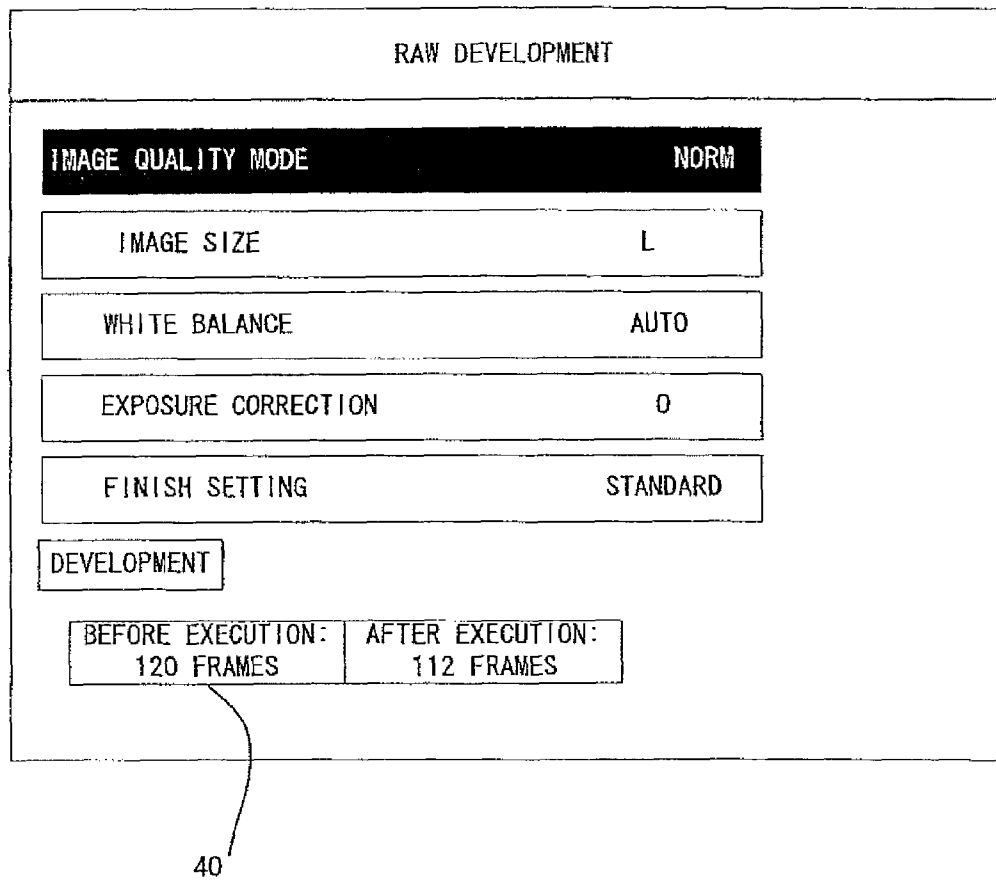 RAW DEVELOPMENT
IMAGE QUALITY MODE NORM
IMAGE SIZE L
WHITE BALANCE AUTO
EXPOSURE CORRECTION 0
FINISH SETTING STANDARD
DEVELOPMENT
BEFORE EXECUTION: AFTER EXECUTION:
120 FRAMES 112 FRAMES
40